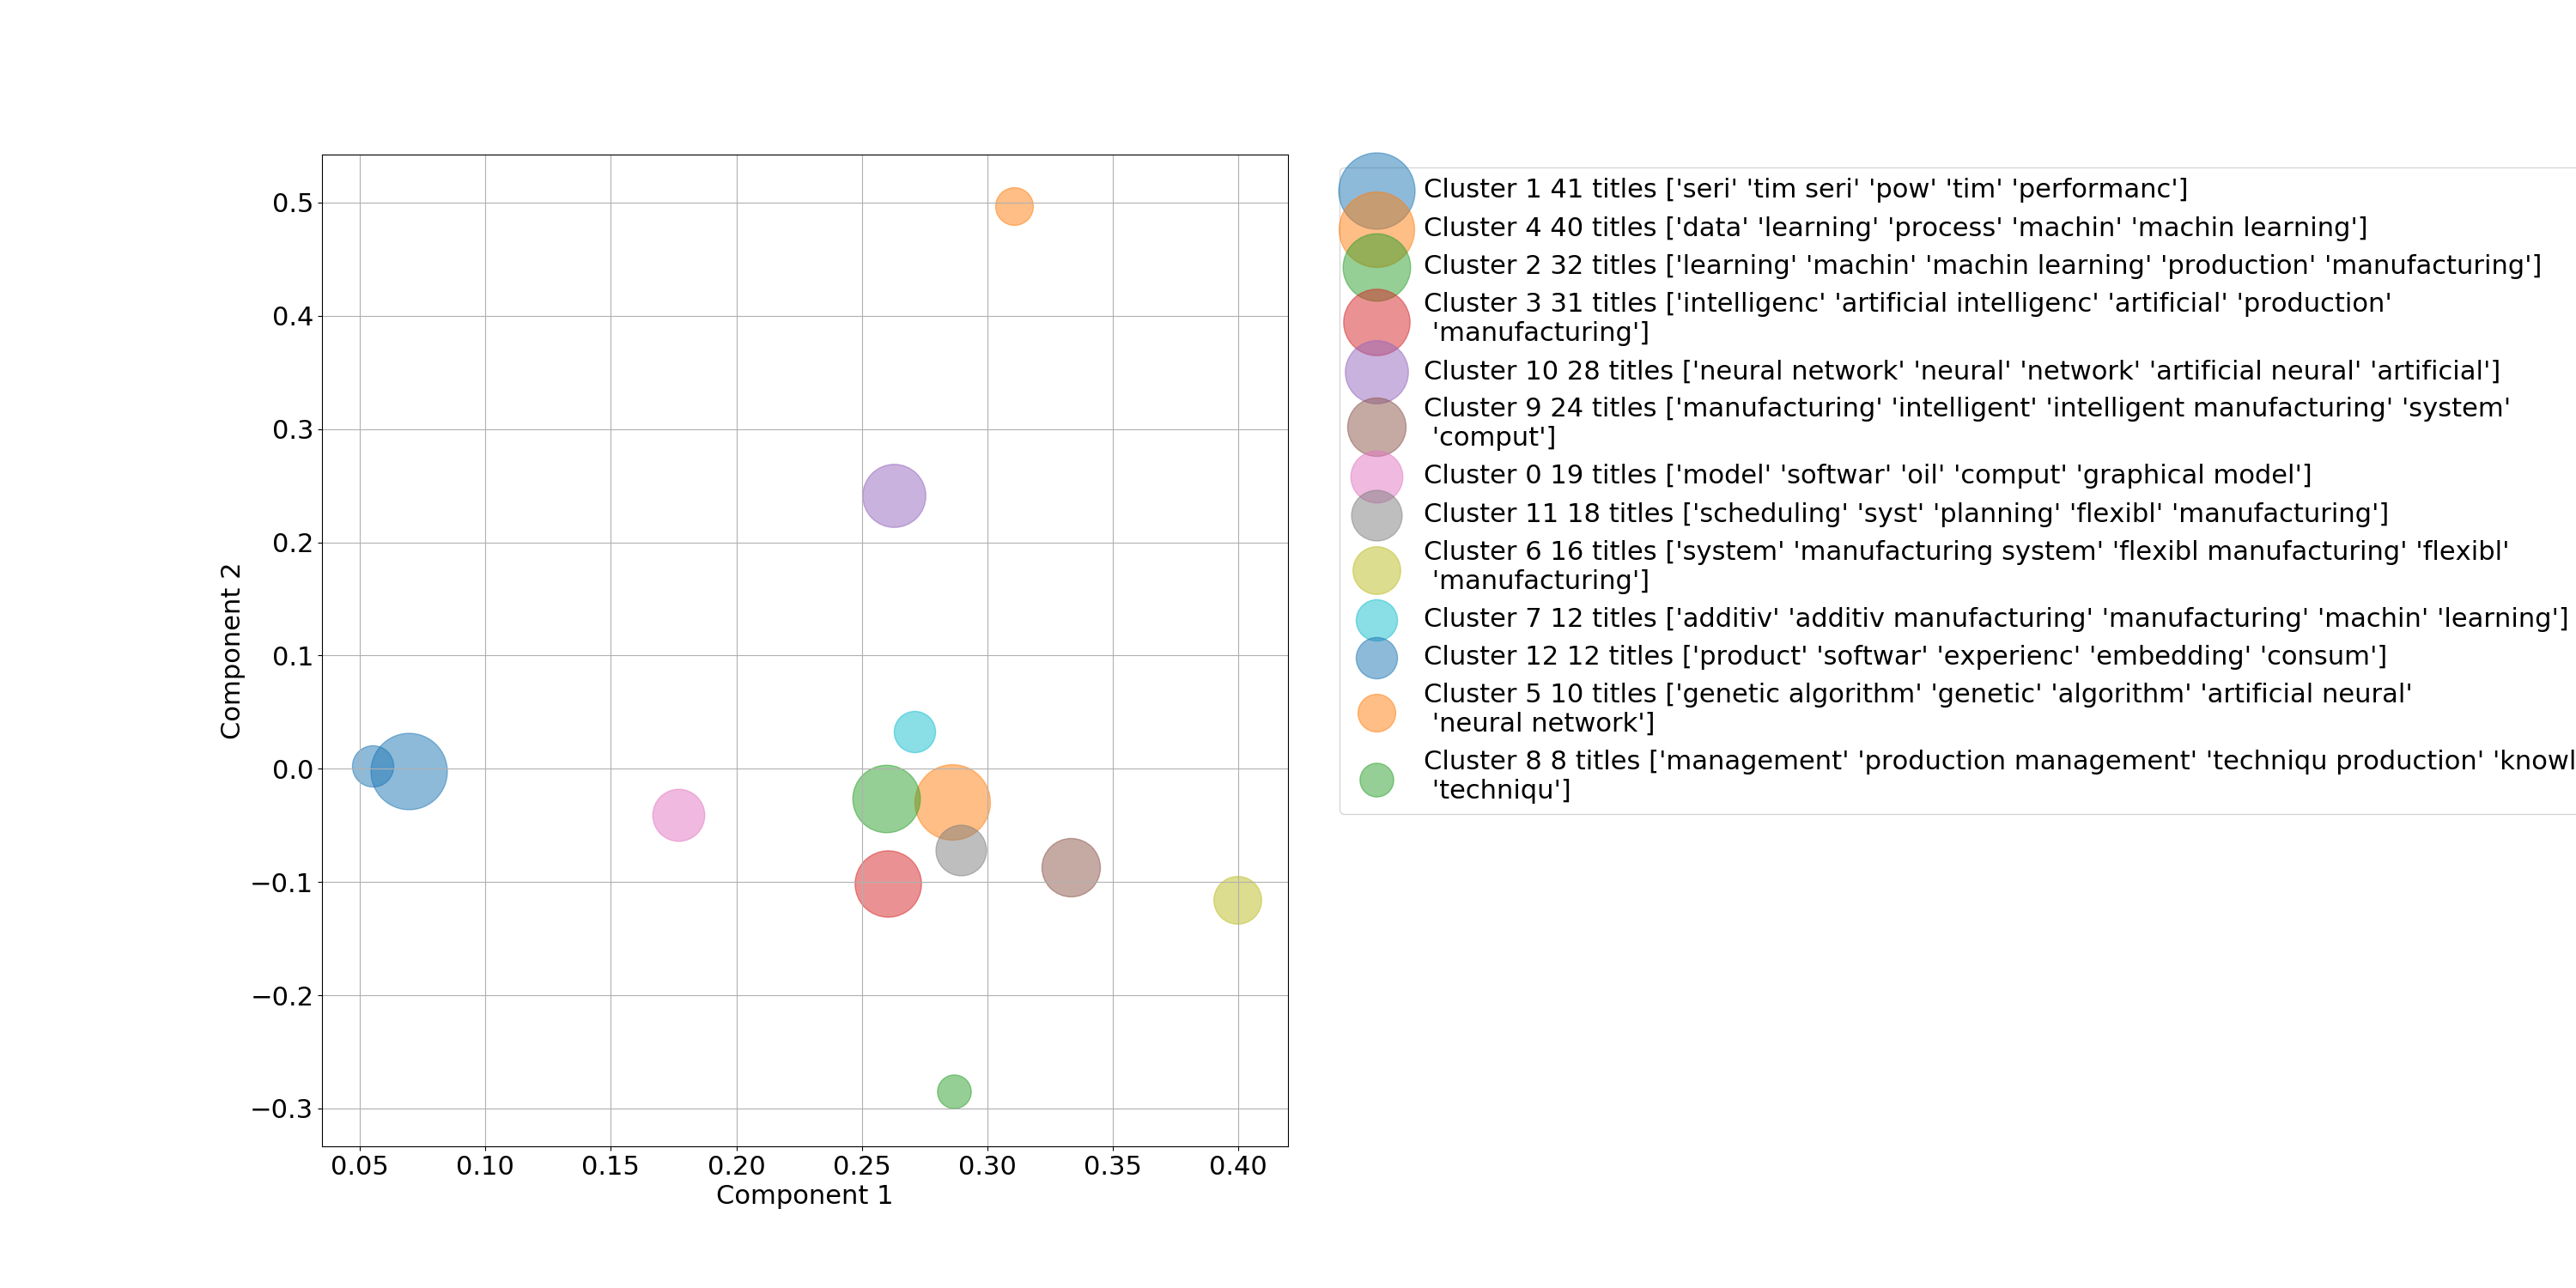 0.5
0.4
0.3
0.2
0.1
0.0
−0.1
−0.2
−0.3
Component 2
0.05 0.10 0.15 0.20 0.25 0.30 0.35 0.40
Component 1
Cluster 1 41 titles ['seri' 'tim seri' 'pow' 'tim' 'performanc']
Cluster 4 40 titles ['data' 'learning' 'process' 'machin' 'machin learning']
Cluster 2 32 titles ['learning' 'machin' 'machin learning' 'production' 'manufacturing']
Cluster 3 31 titles ['intelligenc' 'artificial intelligenc' 'artificial' 'production'
'manufacturing']
Cluster 10 28 titles ['neural network' 'neural' 'network' 'artificial neural' 'artificial']
Cluster 9 24 titles ['manufacturing' 'intelligent' 'intelligent manufacturing' 'system'
'comput']
Cluster 0 19 titles ['model' 'softwar' 'oil' 'comput' 'graphical model']
Cluster 11 18 titles ['scheduling' 'syst' 'planning' 'flexibl' 'manufacturing']
Cluster 6 16 titles ['system' 'manufacturing system' 'flexibl manufacturing' 'flexibl'
'manufacturing']
Cluster 7 12 titles ['additiv' 'additiv manufacturing' 'manufacturing' 'machin' 'learning']
Cluster 12 12 titles ['product' 'softwar' 'experienc' 'embedding' 'consum']
Cluster 5 10 titles ['genetic algorithm' 'genetic' 'algorithm' 'artificial neural'
'neural network']
Cluster 8 8 titles ['management' 'production management' 'techniqu production' 'knowl
'techniqu']